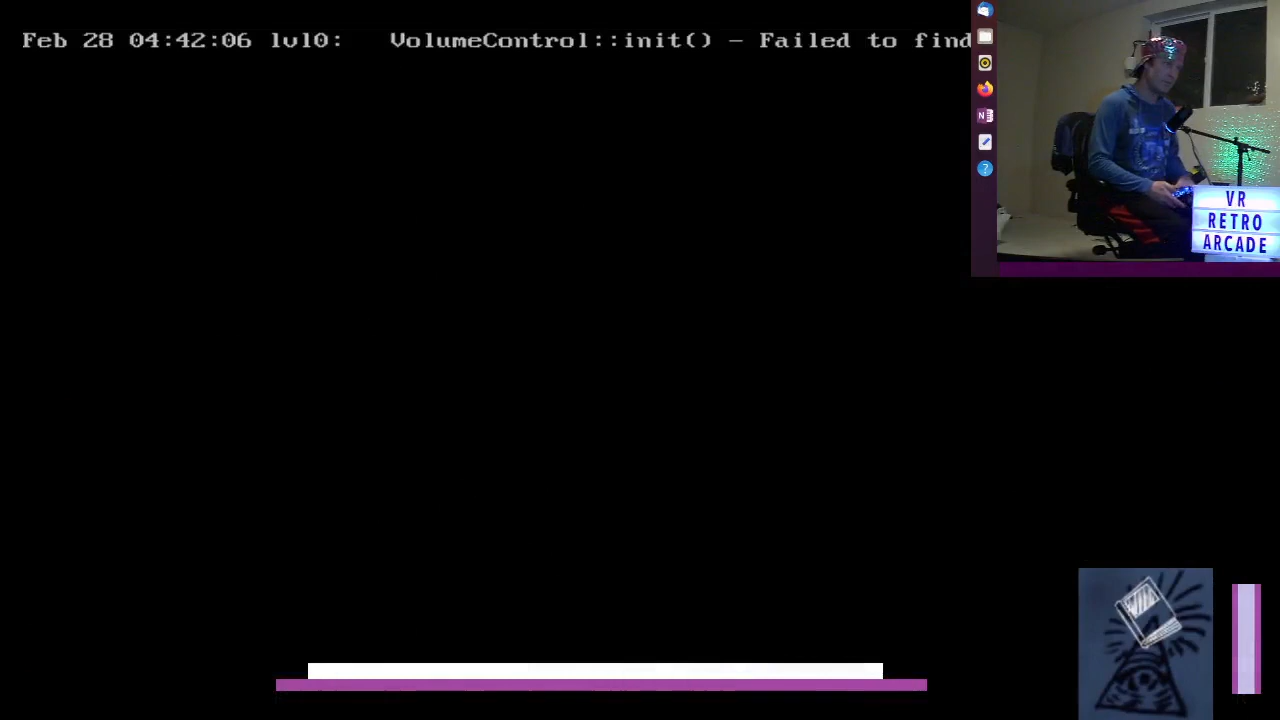 Feb 28 04:42:06 lvl0:   VolumeControl::init() - Failed to find
VR
RETRO
ARCADE